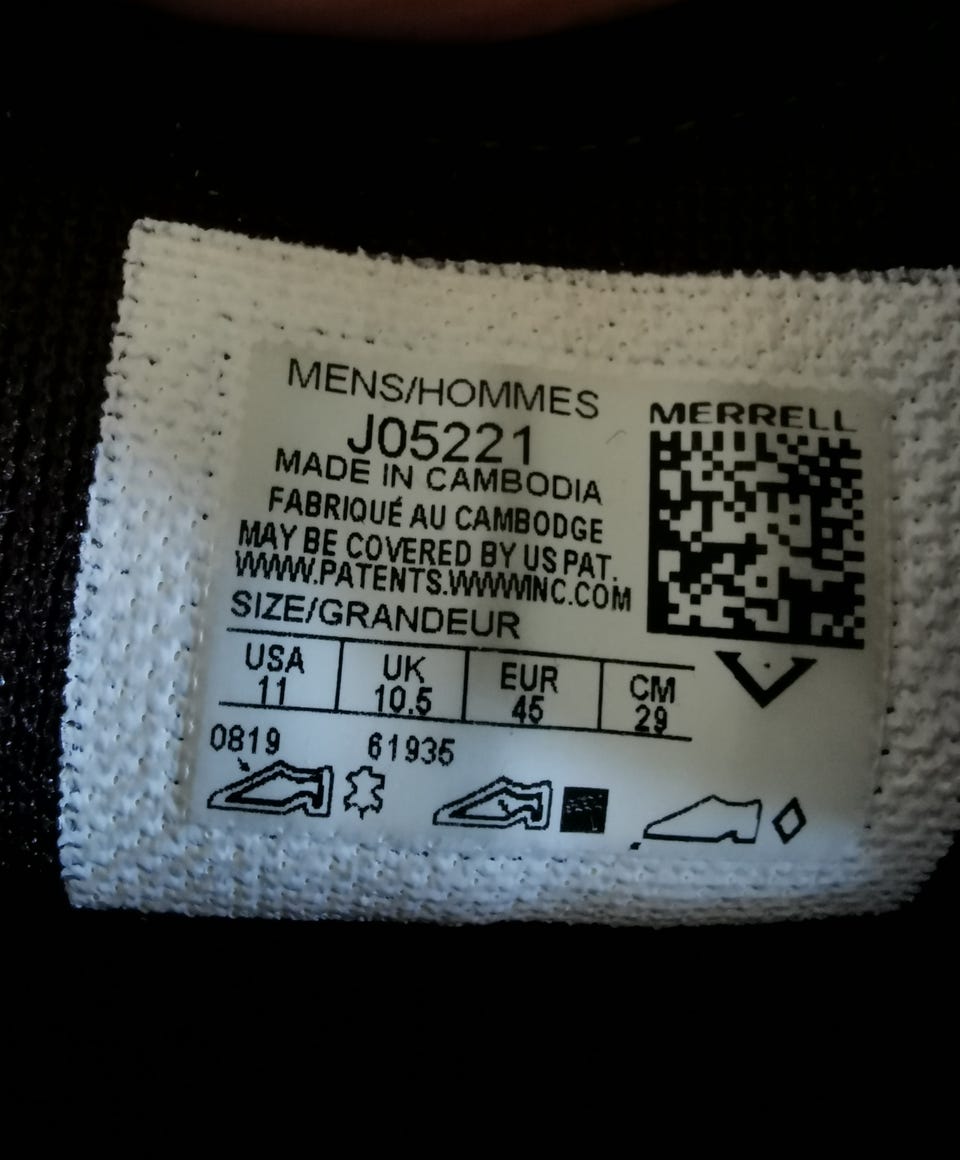 MENS/HOMMES
J05221
MADE IN CAMBODIA
FABRIQUÉ AU CAMBODGE
MAY BE COVERED BY US PAT.
WWW.PATENTS.WWWINC.COM
MERRELL
SIZE/GRANDEUR
USA UK EUR CM
11 10.5 45 29
0819 61935